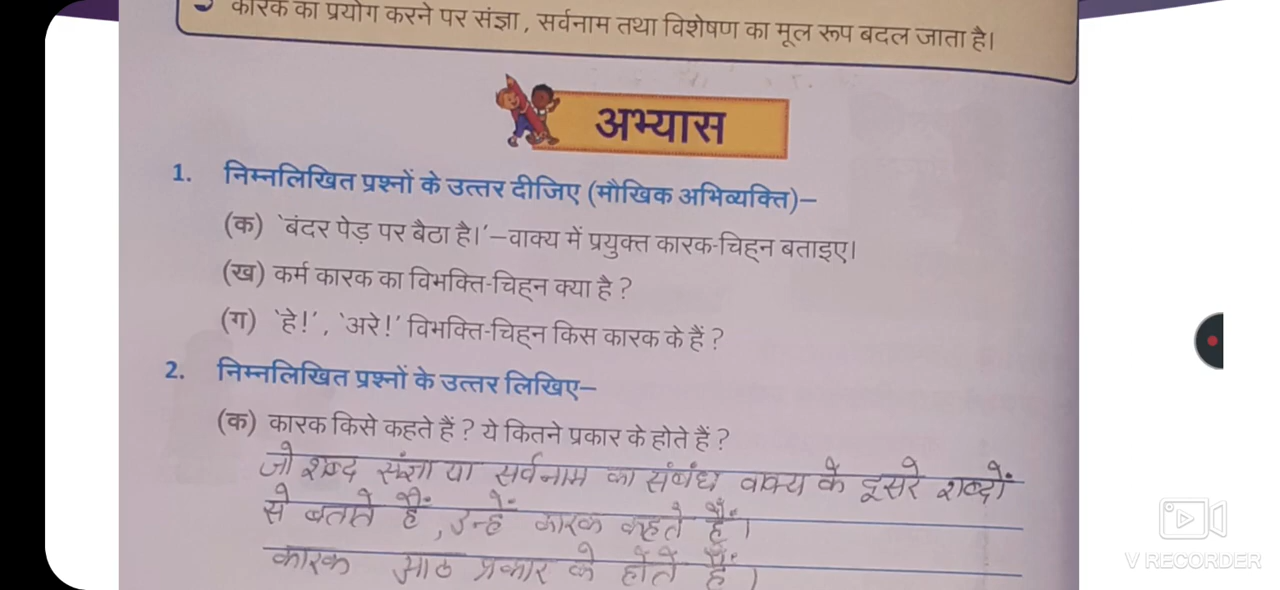 कारक का प्रयोग करने पर संज्ञा, सर्वनाम तथा विशेषण का मूल रूप बदल जाता है।
अभ्यास
1. निम्नलिखित प्रश्नों के उत्तर दीजिए (मौखिक अभिव्यक्ति)–
(क) 'बंदर पेड़ पर बैठा है।'–वाक्य में प्रयुक्त कारक-चिह्न बताइए।
(ख) कर्म कारक का विभक्ति-चिह्न क्या है ?
(ग) 'हे!', 'अरे!' विभक्ति-चिह्न किस कारक के हैं ?
2. निम्नलिखित प्रश्नों के उत्तर लिखिए–
(क) कारक किसे कहते हैं ? ये कितने प्रकार के होते हैं ?
जो शब्द संज्ञा या सर्वनाम का संबंध वाक्य के दूसरे शब्दों
से बताते हैं, उन्हें कारक कहते हैं।
कारक आठ प्रकार के होते हैं।
V RECORDER